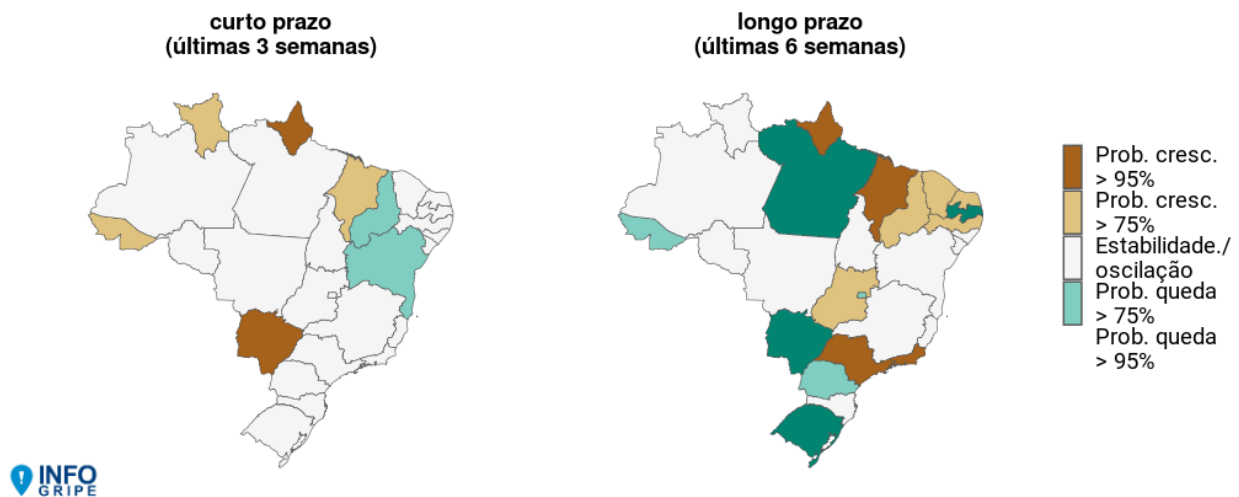 curto prazo
(últimas 3 semanas)
longo prazo
(últimas 6 semanas)
Prob. cresc.
> 95%
Prob. cresc.
> 75%
Estabilidade./
oscilação
Prob. queda
> 75%
Prob. queda
> 95%
INFO
GRIPE